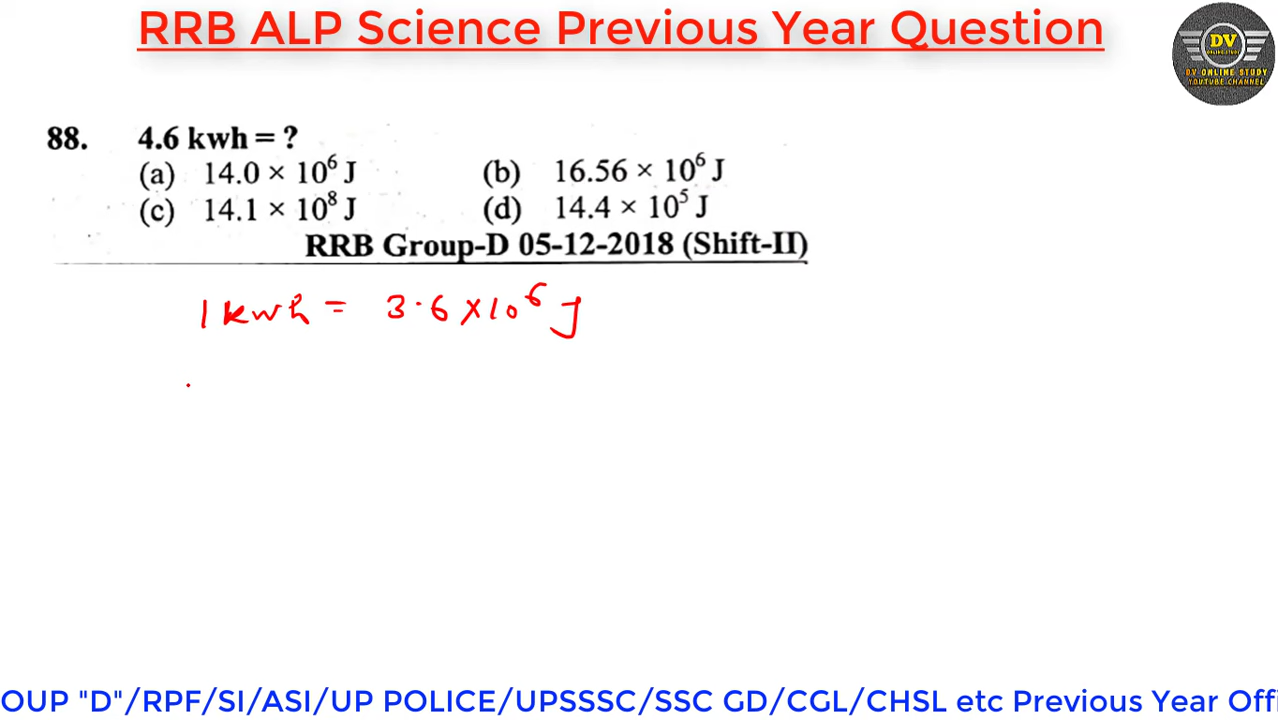 RRB ALP Science Previous Year Question
DV
ONLINE STUDY
DV ONLINE STUDY
YOUTUBE CHANNEL
88. 4.6 kwh = ?
(a) 14.0 × 10⁶ J (b) 16.56 × 10⁶ J
(c) 14.1 × 10⁸ J (d) 14.4 × 10⁵ J
RRB Group-D 05-12-2018 (Shift-II)
1 kwh = 3.6 × 10⁶ J
OUP "D"/RPF/SI/ASI/UP POLICE/UPSSSC/SSC GD/CGL/CHSL etc Previous Year Offi